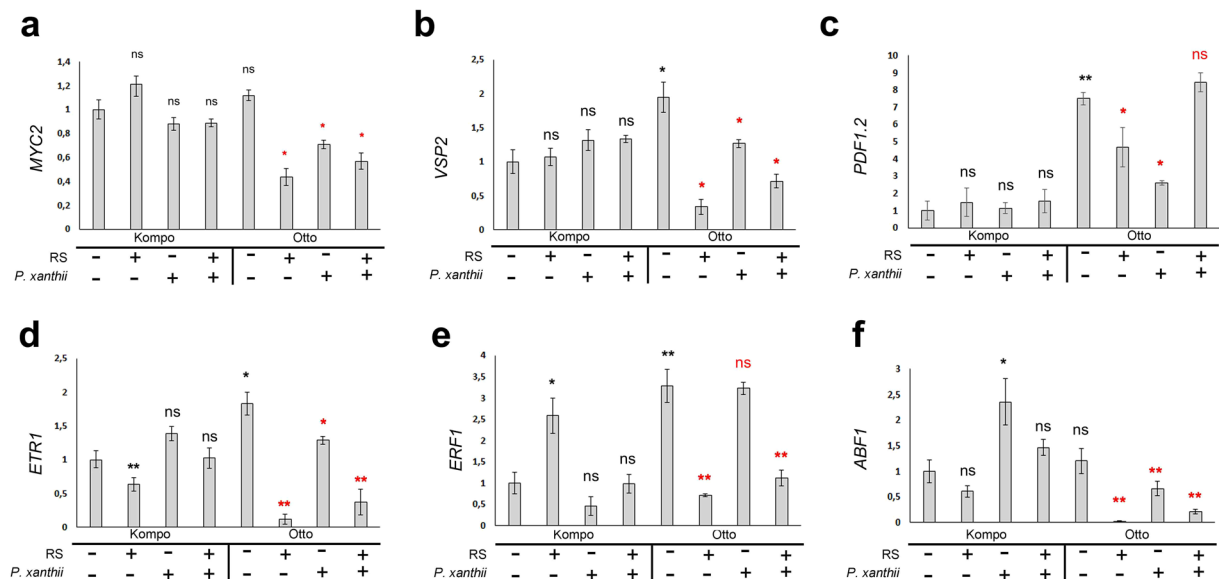 a
MYC2
1,4
1,2
1
0,8
0,6
0,4
0,2
0
ns ns ns ns * * *
Kompo Otto
RS - + - + - + - +
P. xanthii - - + + - - + +
b
VSP2
2,5
2
1,5
1
0,5
0
ns ns ns * * * *
Kompo Otto
RS - + - + - + - +
P. xanthii - - + + - - + +
c
PDF1.2
10
9
8
7
6
5
4
3
2
1
0
ns ns ns ** * * ns
Kompo Otto
RS - + - + - + - +
P. xanthii - - + + - - + +
d
ETR1
2,5
2
1,5
1
0,5
0
** ns ns * ** * **
Kompo Otto
RS - + - + - + - +
P. xanthii - - + + - - + +
e
ERF1
4
3,5
3
2,5
2
1,5
1
0,5
0
* ns ns ** ** ns **
Kompo Otto
RS - + - + - + - +
P. xanthii - - + + - - + +
f
ABF1
3
2,5
2
1,5
1
0,5
0
ns * ns ns ** ** **
Kompo Otto
RS - + - + - + - +
P. xanthii - - + + - - + +